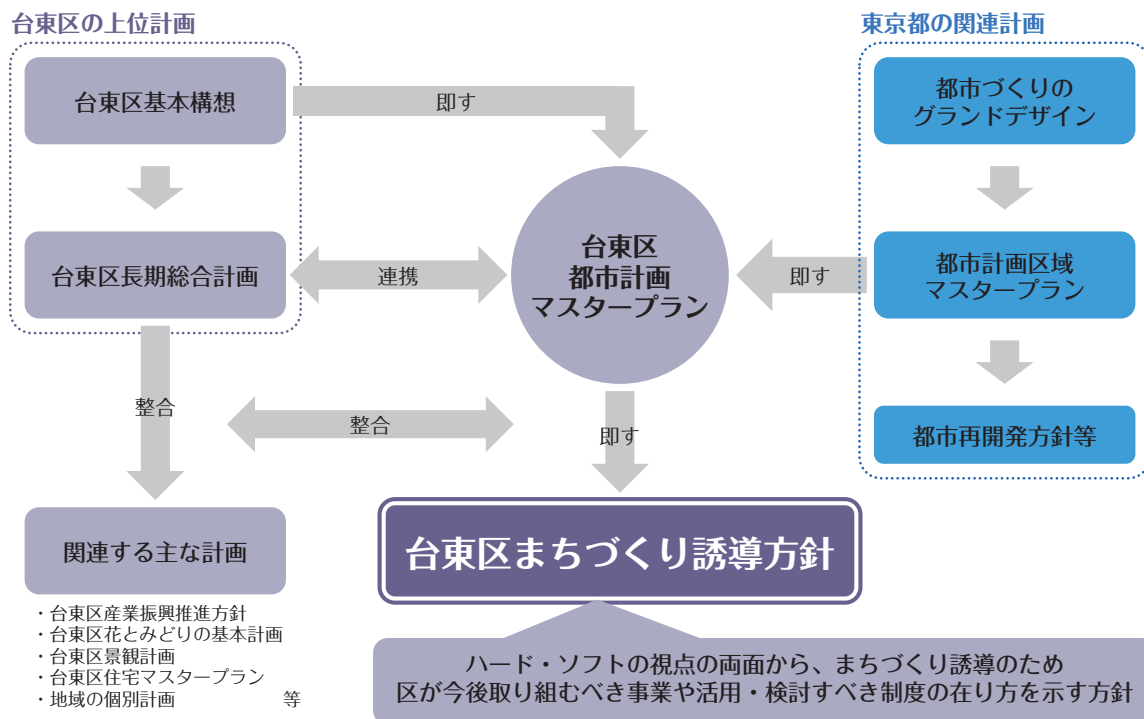 台東区の上位計画
台東区基本構想
即す
台東区長期総合計画
連携
整合
整合
関連する主な計画
・台東区産業振興推進方針
・台東区花とみどりの基本計画
・台東区景観計画
・台東区住宅マスタープラン
・地域の個別計画 等
台東区
都市計画
マスタープラン
即す
台東区まちづくり誘導方針
ハード・ソフトの視点の両面から、まちづくり誘導のため
区が今後取り組むべき事業や活用・検討すべき制度の在り方を示す方針
東京都の関連計画
都市づくりの
グランドデザイン
都市計画区域
マスタープラン
即す
都市再開発方針等